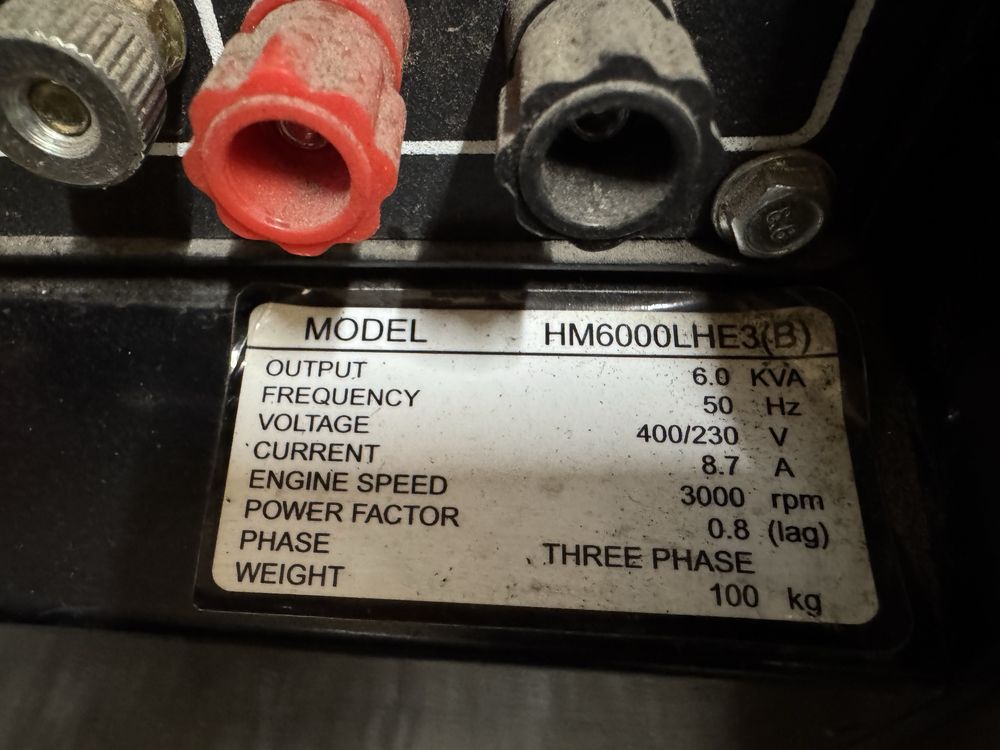 MODEL HM6000LHE3(B)
OUTPUT 6.0 KVA
FREQUENCY 50 Hz
VOLTAGE 400/230 V
CURRENT 8.7 A
ENGINE SPEED 3000 rpm
POWER FACTOR 0.8 (lag)
PHASE THREE PHASE
WEIGHT 100 kg